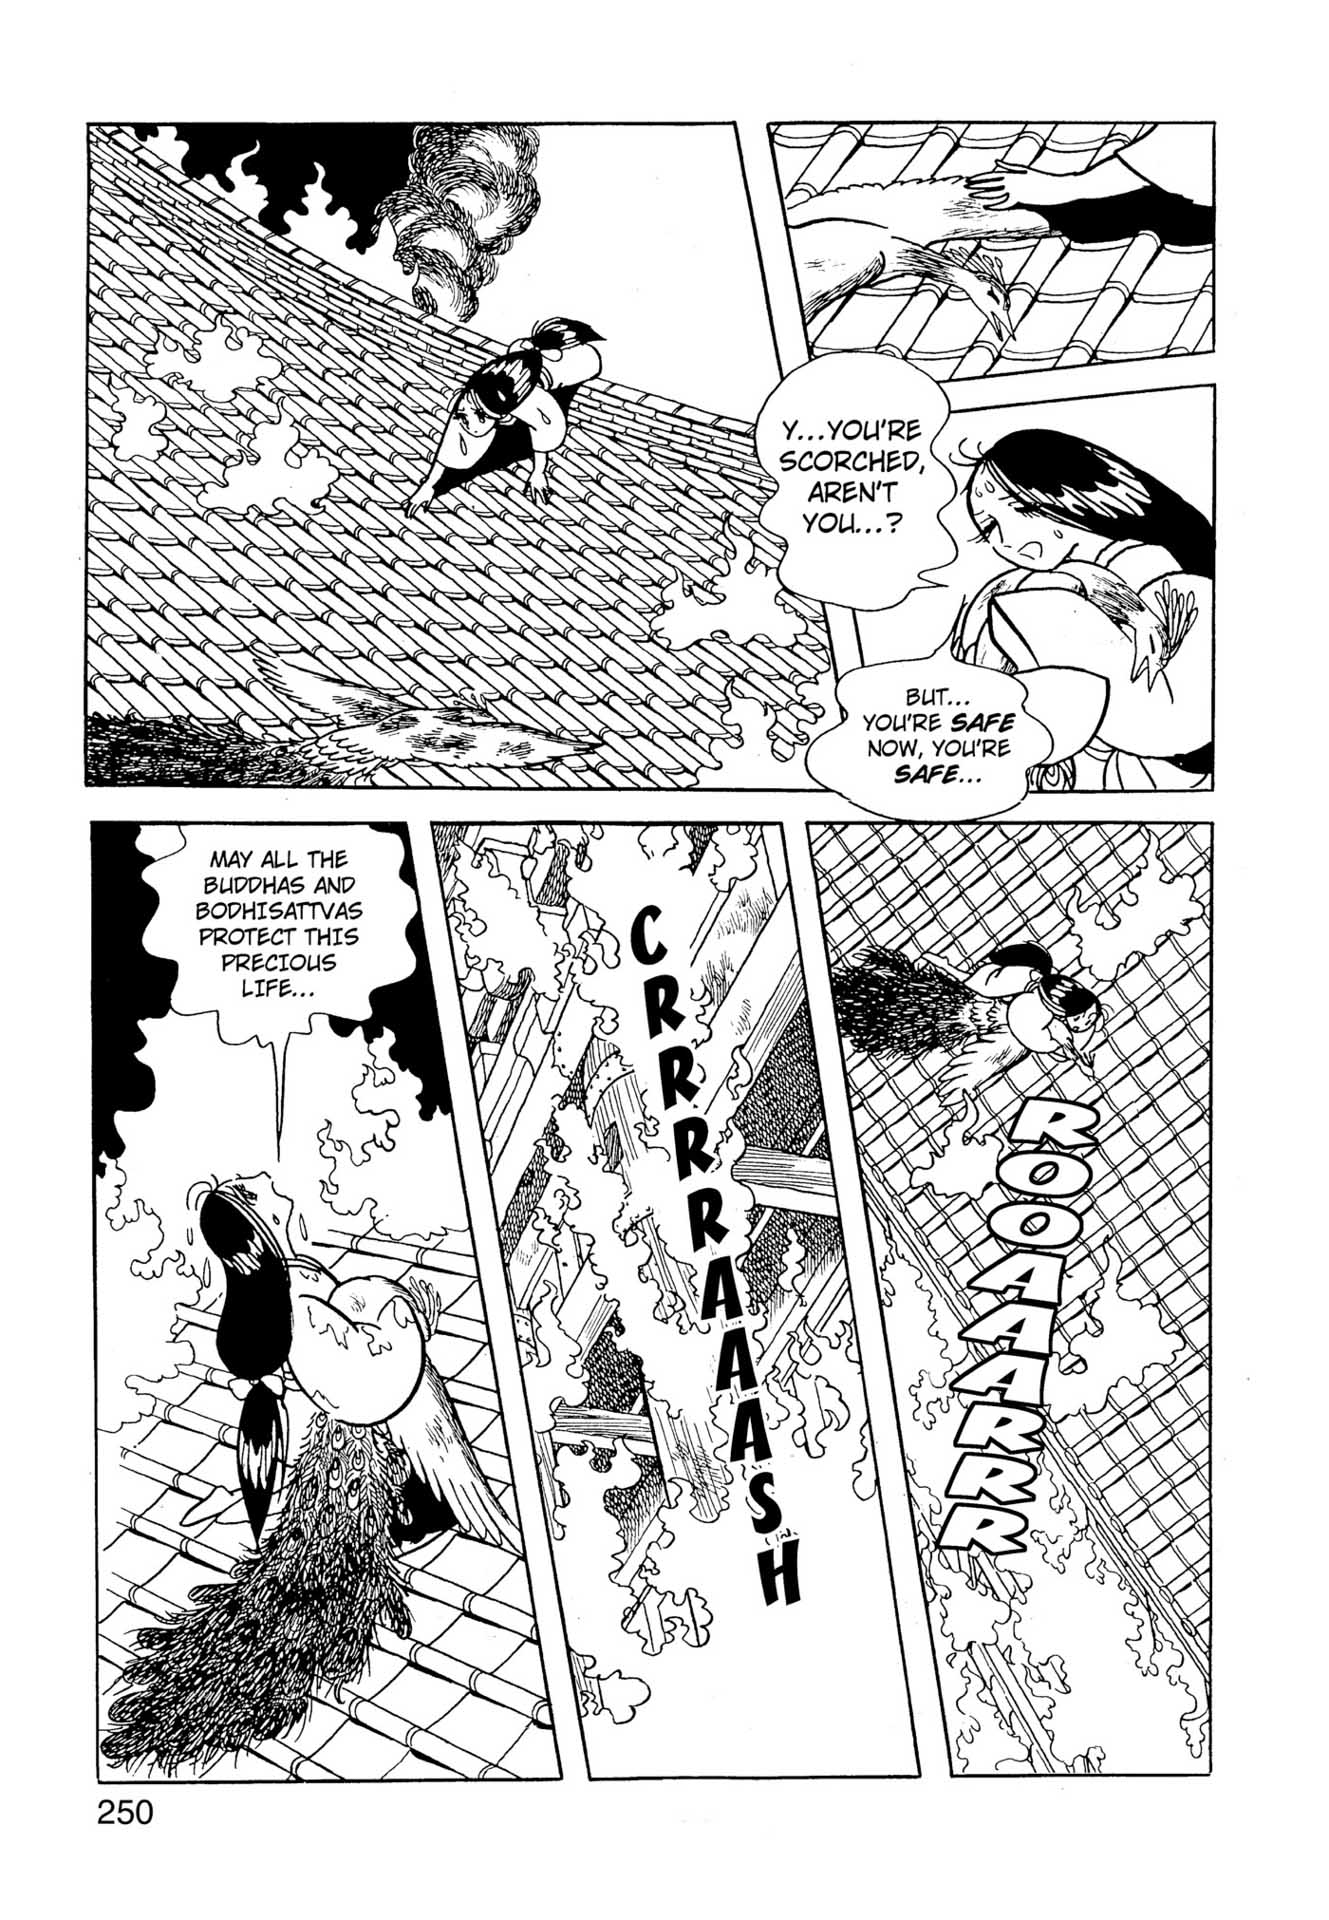 Y...YOU'RE
SCORCHED,
AREN'T
YOU...?
BUT...
YOU'RE SAFE
NOW, YOU'RE
SAFE...
MAY ALL THE
BUDDHAS AND
BODHISATTVAS
PROTECT THIS
PRECIOUS
LIFE...
CRRRRRAAASH
ROOAAARRR
250